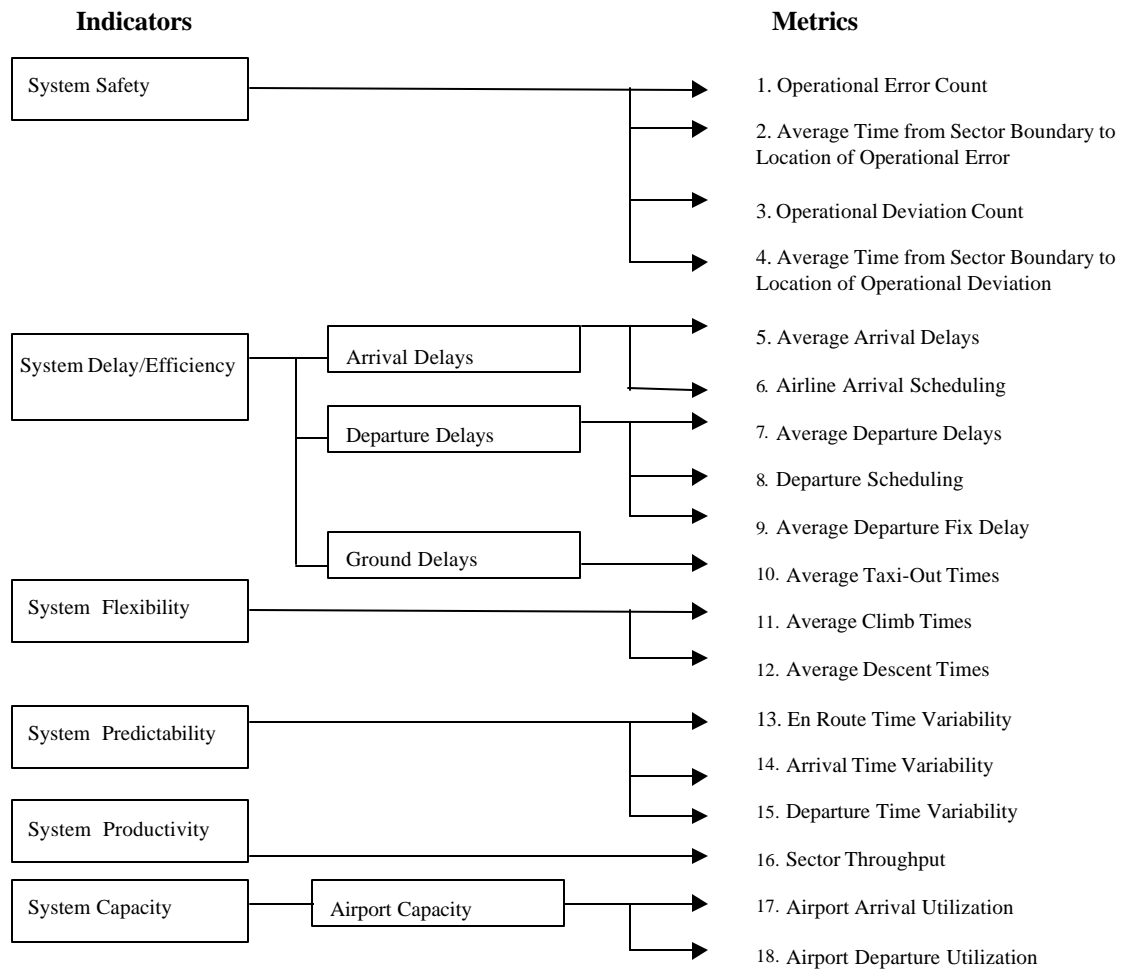 Indicators
Metrics
System Safety
1. Operational Error Count
2. Average Time from Sector Boundary to
Location of Operational Error
3. Operational Deviation Count
4. Average Time from Sector Boundary to
Location of Operational Deviation
System Delay/Efficiency
Arrival Delays
5. Average Arrival Delays
6. Airline Arrival Scheduling
Departure Delays
7. Average Departure Delays
8. Departure Scheduling
9. Average Departure Fix Delay
Ground Delays
10. Average Taxi-Out Times
System Flexibility
11. Average Climb Times
12. Average Descent Times
System Predictability
13. En Route Time Variability
14. Arrival Time Variability
15. Departure Time Variability
System Productivity
16. Sector Throughput
System Capacity
Airport Capacity
17. Airport Arrival Utilization
18. Airport Departure Utilization